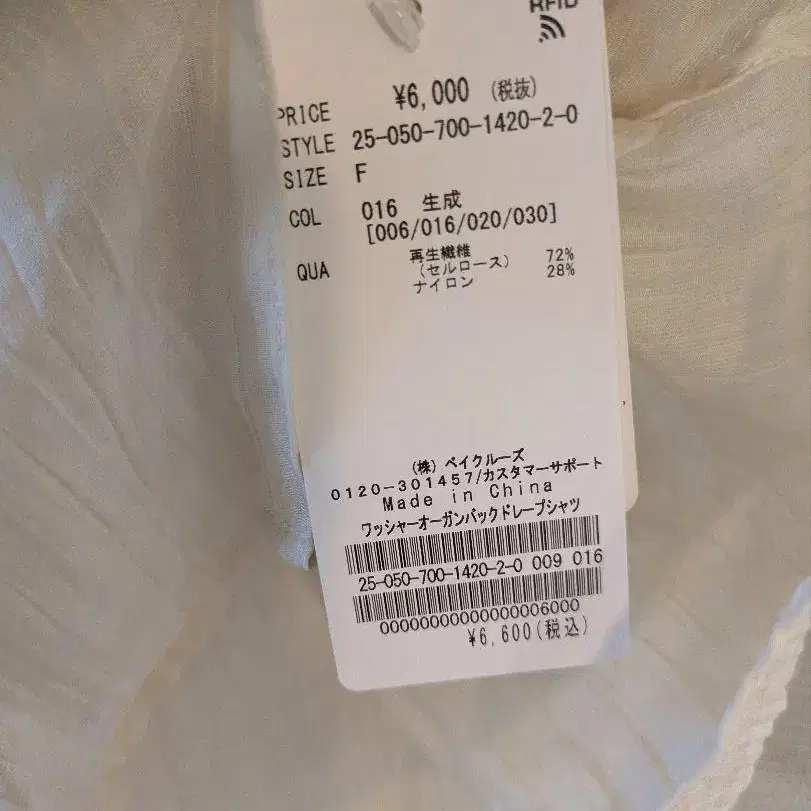 RFID
PRICE ¥6,000 (税抜)
STYLE 25-050-700-1420-2-0
SIZE F
COL 016 生成
[006/016/020/030]
QUA 再生繊維 72%
(セルロース) 28%
ナイロン
(株) ベイクルーズ
0120-301457/カスタマーサポート
Made in China
ワッシャーオーガンバックドレープシャツ
25-050-700-1420-2-0 009 016
00000000000000006000
¥6,600(税込)